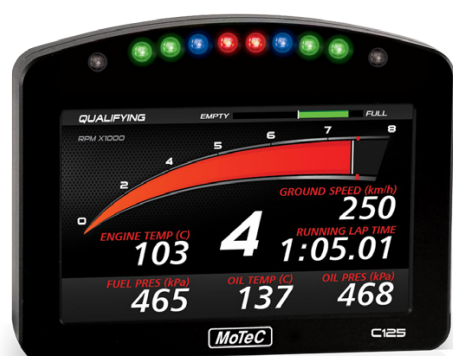 QUALIFYING EMPTY FULL
RPM X1000
0 2 4 5 6 7 8
GROUND SPEED (km/h)
250
ENGINE TEMP (C)
103
4
RUNNING LAP TIME
1:05.01
FUEL PRES (kPa) OIL TEMP (C) OIL PRES (kPa)
465 137 468
MoTeC C125